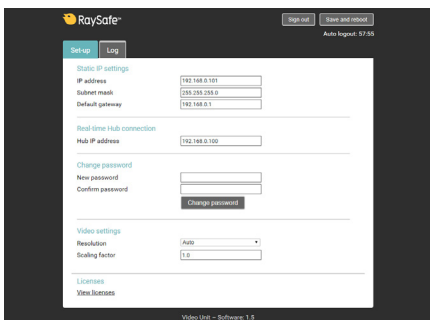 RaySafe™
Sign out
Save and reboot
Auto logout: 57:55
Set-up
Log
Static IP settings
IP address 192.168.0.101
Subnet mask 255.255.255.0
Default gateway 192.168.0.1
Real-time Hub connection
Hub IP address 192.168.0.100
Change password
New password
Confirm password
Change password
Video settings
Resolution Auto
Scaling factor 1.0
Licenses
View licenses
Video Unit – Software: 1.5